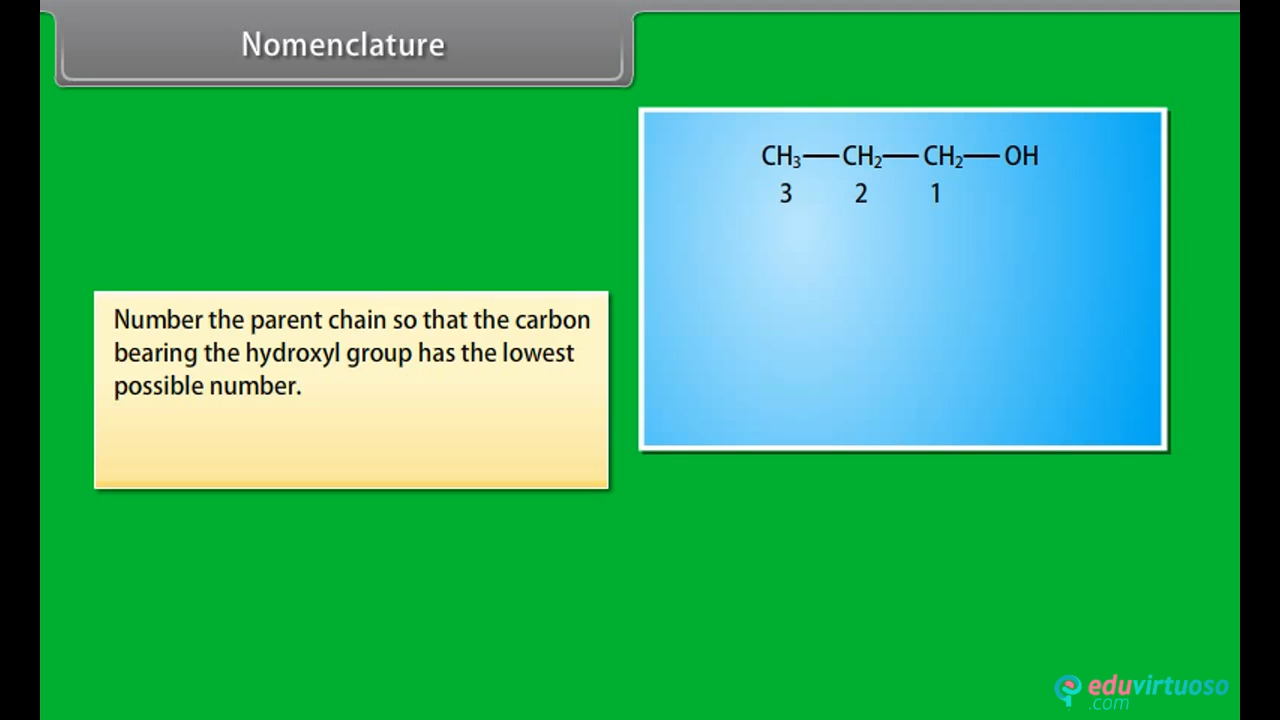 Nomenclature
CH₃—CH₂—CH₂—OH
3 2 1
Number the parent chain so that the carbon
bearing the hydroxyl group has the lowest
possible number.
eduvirtuoso
.com